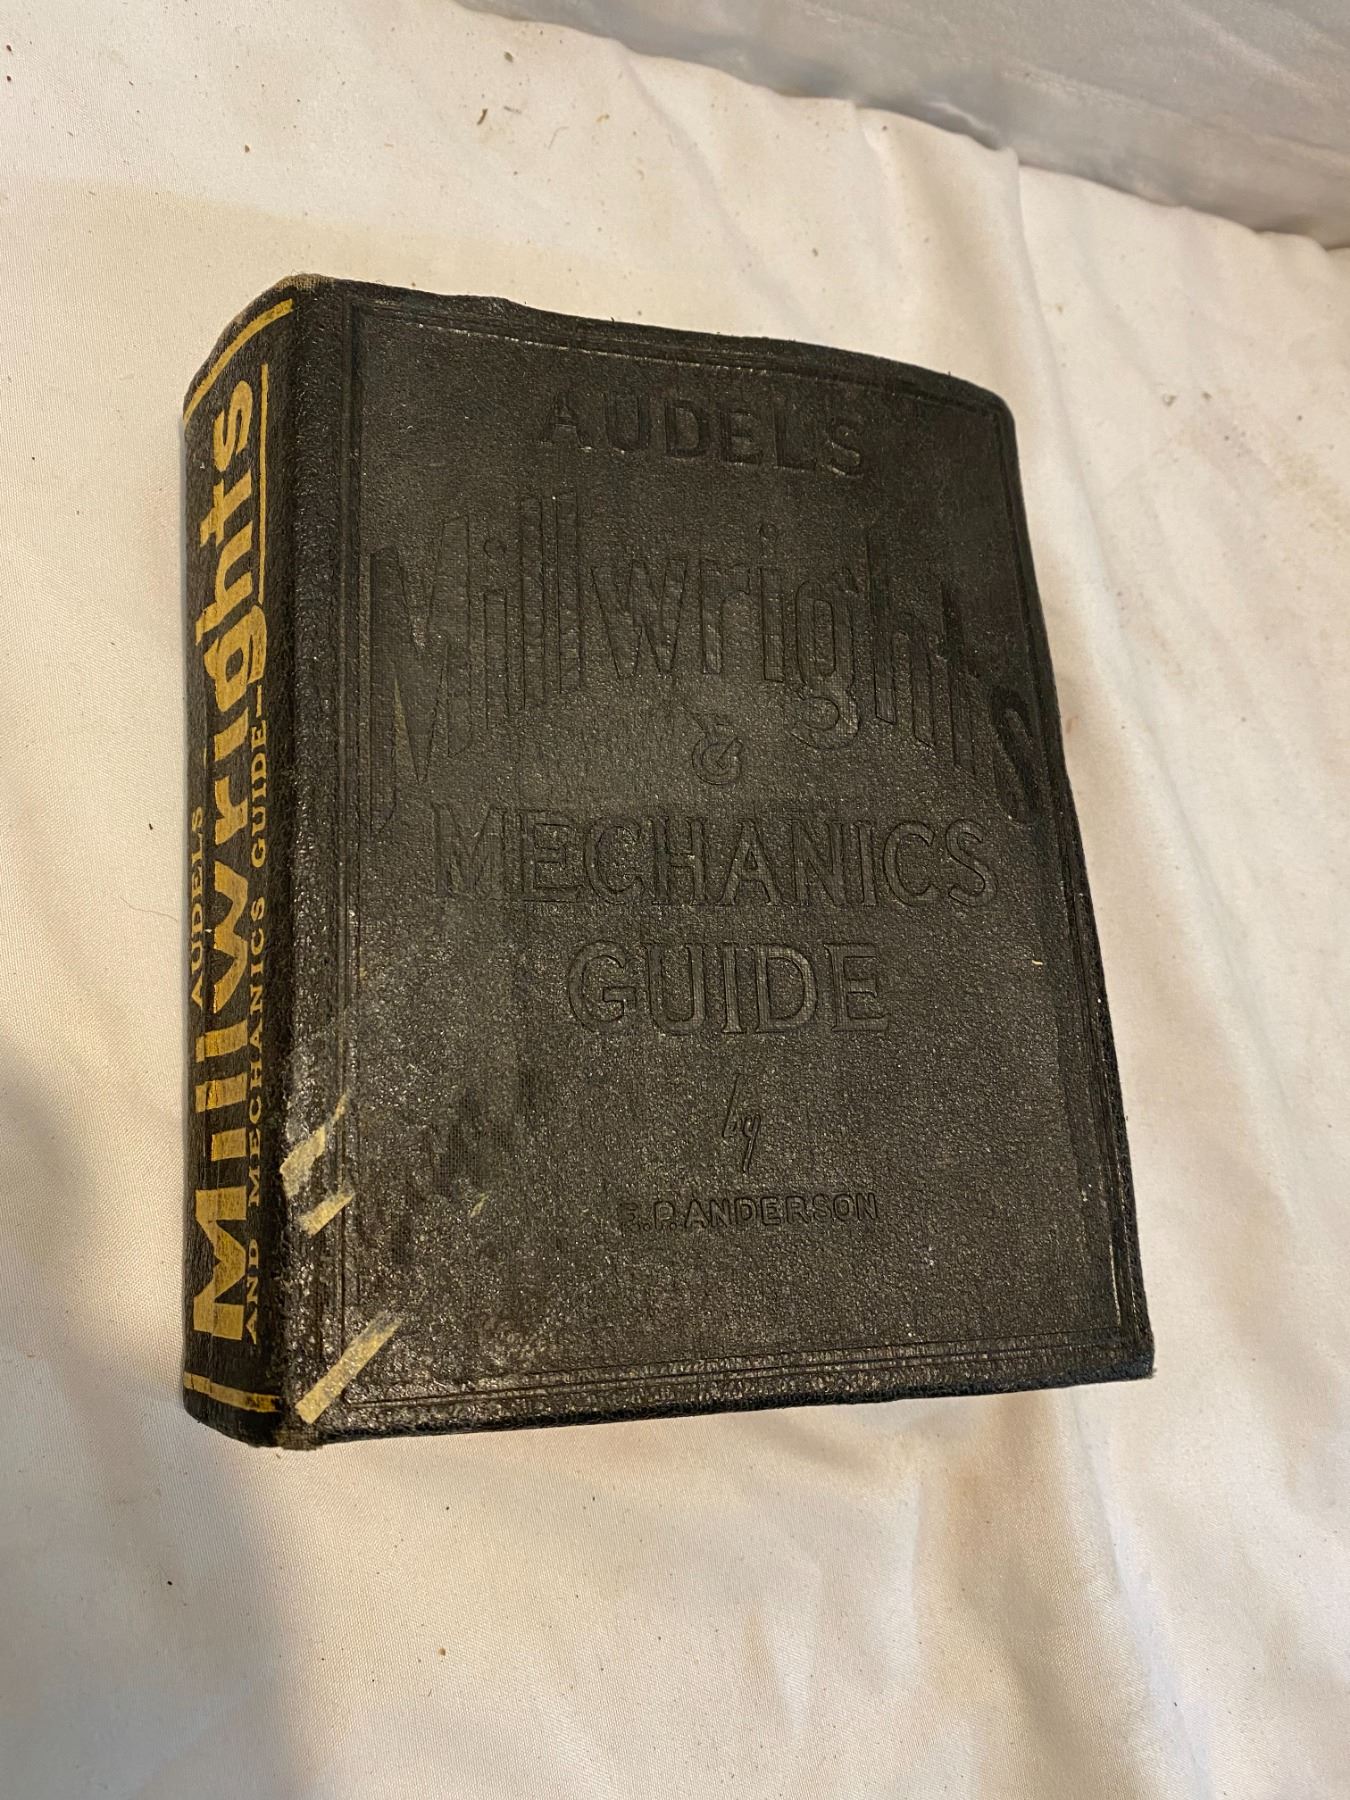 AUDELS
Millwrights
AND MECHANICS GUIDE
AUDELS
Millwrights
&
MECHANICS
GUIDE
by
E.P. ANDERSON